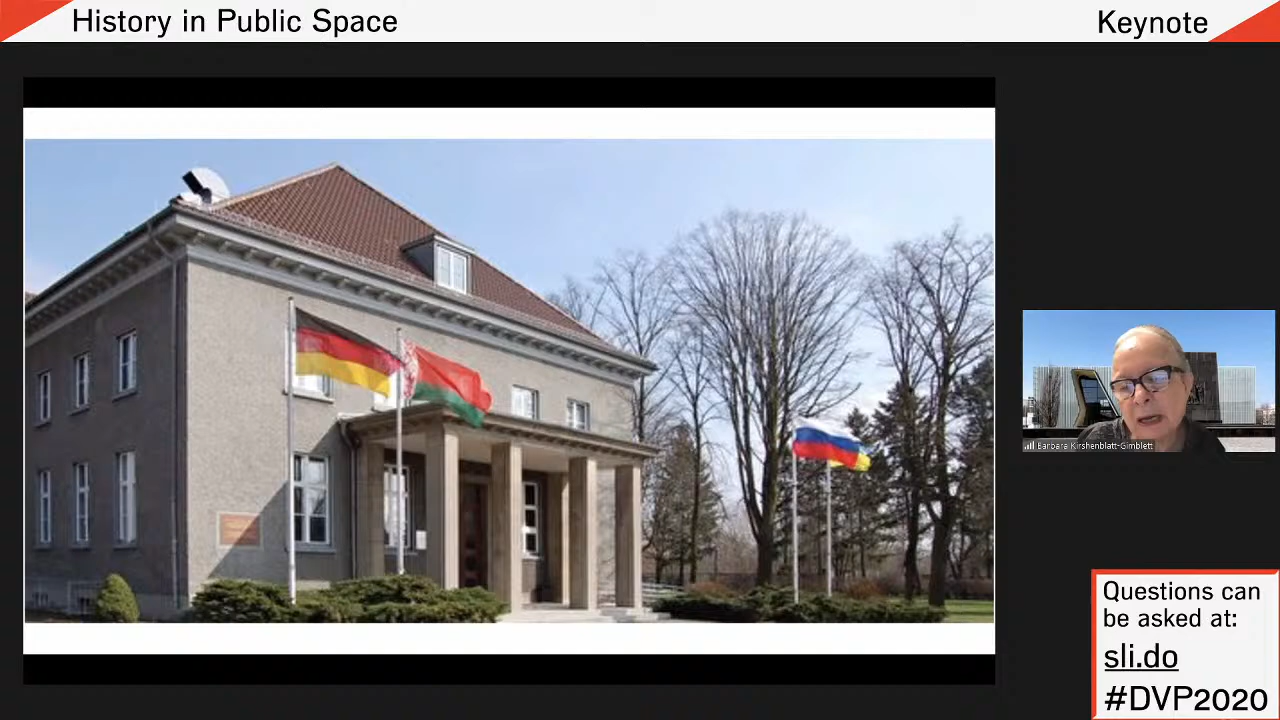 History in Public Space
Keynote
Barbara Kirshenblatt-Gimblett
Questions can
be asked at:
sli.do
#DVP2020